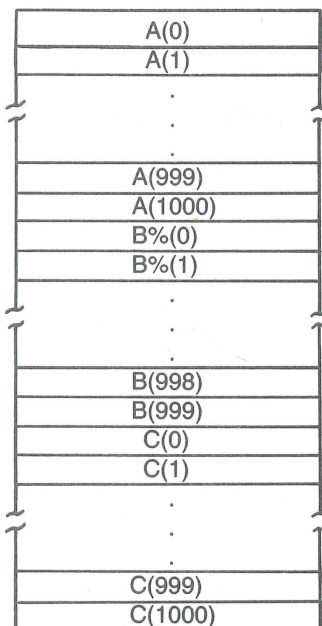 A(0)
A(1)
.
.
.
A(999)
A(1000)
B%(0)
B%(1)
.
.
.
B(998)
B(999)
C(0)
C(1)
.
.
.
C(999)
C(1000)